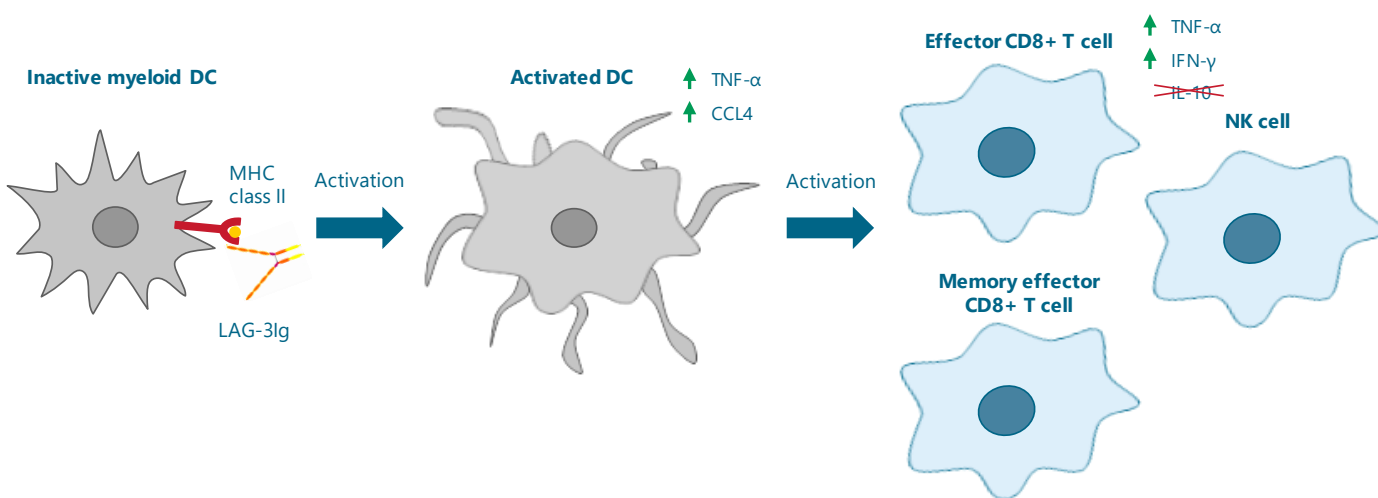 Inactive myeloid DC
MHC
class II
LAG-3Ig
Activation
Activated DC
TNF-α
CCL4
Activation
Effector CD8+ T cell
TNF-α
IFN-γ
IL-10
NK cell
Memory effector
CD8+ T cell